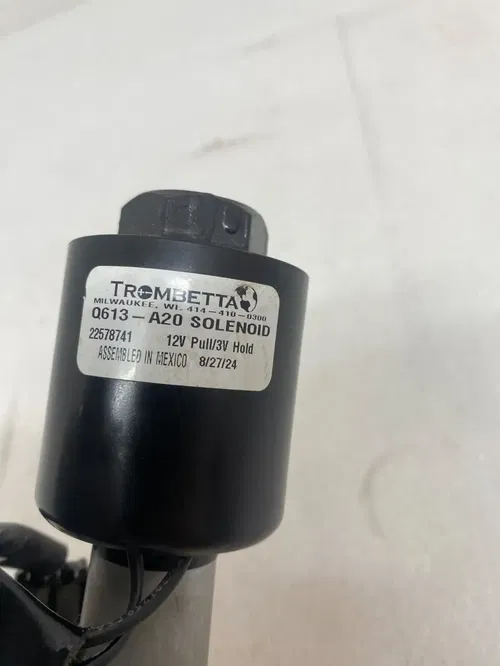 TROMBETTA
MILWAUKEE, WI. 414-410-0300
Q613-A20 SOLENOID
22578741 12V Pull/3V Hold
ASSEMBLED IN MEXICO 8/27/24